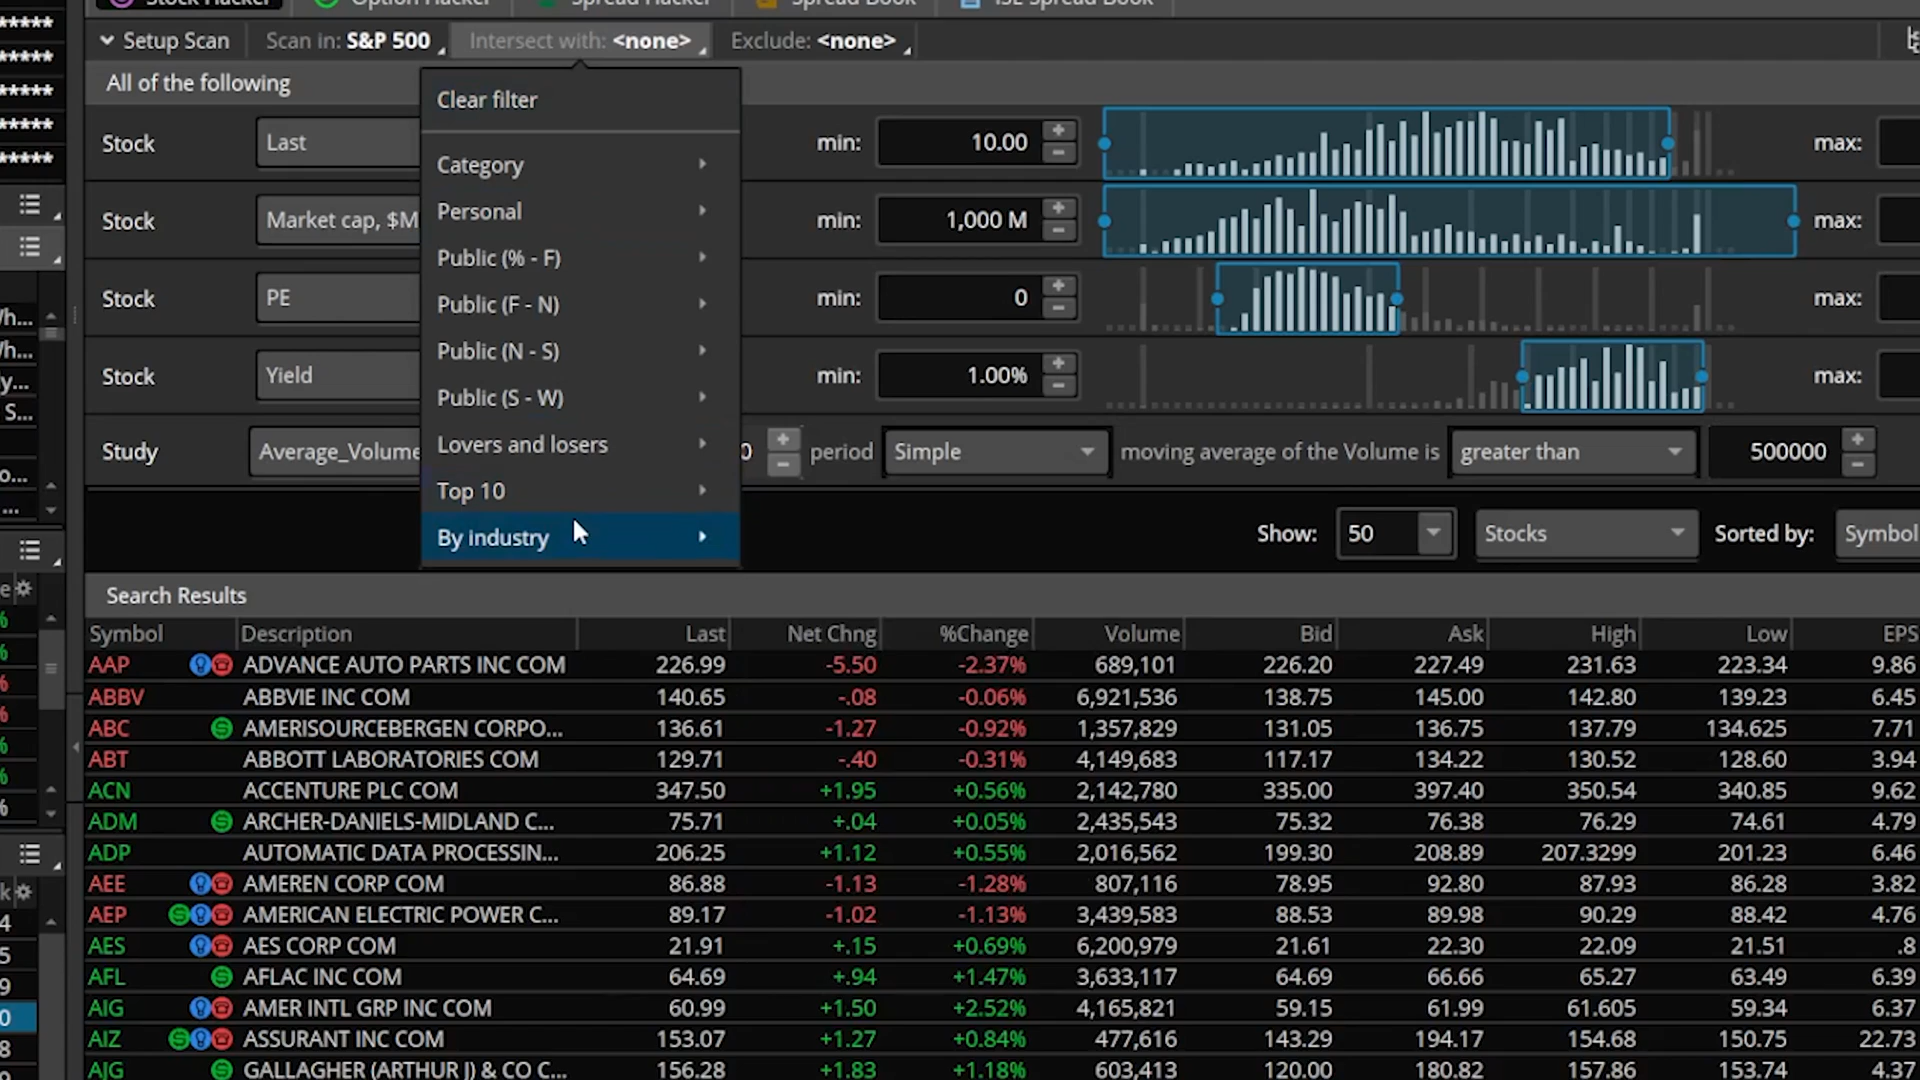 Stock Hacker Option Hacker Spread Hacker Spread Book ISE Spread Book
Setup Scan Scan in: S&P 500 Intersect with: <none> Exclude: <none>
All of the following
Clear filter
Category
Personal
Public (% - F)
Public (F - N)
Public (N - S)
Public (S - W)
Lovers and losers
Top 10
By industry
Stock Last min: 10.00 max:
Stock Market cap, $M min: 1,000 M max:
Stock PE min: 0 max:
Stock Yield min: 1.00% max:
Study Average_Volume 0 period Simple moving average of the Volume is greater than 500000
Show: 50 Stocks Sorted by: Symbol
Search Results
Symbol Description Last Net Chng %Change Volume Bid Ask High Low EPS
AAP ADVANCE AUTO PARTS INC COM 226.99 -5.50 -2.37% 689,101 226.20 227.49 231.63 223.34 9.86
ABBV ABBVIE INC COM 140.65 -.08 -0.06% 6,921,536 138.75 145.00 142.80 139.23 6.45
ABC AMERISOURCEBERGEN CORPO... 136.61 -1.27 -0.92% 1,357,829 131.05 136.75 137.79 134.625 7.71
ABT ABBOTT LABORATORIES COM 129.71 -.40 -0.31% 4,149,683 117.17 134.22 130.52 128.60 3.94
ACN ACCENTURE PLC COM 347.50 +1.95 +0.56% 2,142,780 335.00 397.40 350.54 340.85 9.62
ADM ARCHER-DANIELS-MIDLAND C... 75.71 +.04 +0.05% 2,435,543 75.32 76.38 76.29 74.61 4.79
ADP AUTOMATIC DATA PROCESSIN... 206.25 +1.12 +0.55% 2,016,562 199.30 208.89 207.3299 201.23 6.46
AEE AMEREN CORP COM 86.88 -1.13 -1.28% 807,116 78.95 92.80 87.93 86.28 3.82
AEP AMERICAN ELECTRIC POWER C... 89.17 -1.02 -1.13% 3,439,583 88.53 89.98 90.29 88.42 4.76
AES AES CORP COM 21.91 +.15 +0.69% 6,200,979 21.61 22.30 22.09 21.51 .8
AFL AFLAC INC COM 64.69 +.94 +1.47% 3,633,117 64.69 66.66 65.27 63.49 6.39
AIG AMER INTL GRP INC COM 60.99 +1.50 +2.52% 4,165,821 59.15 61.99 61.605 59.34 6.37
AIZ ASSURANT INC COM 153.07 +1.27 +0.84% 477,616 143.29 194.17 154.68 150.75 22.73
AJG GALLAGHER (ARTHUR J) & CO C... 156.28 +1.83 +1.18% 603,413 120.00 180.82 157.86 153.74 4.37